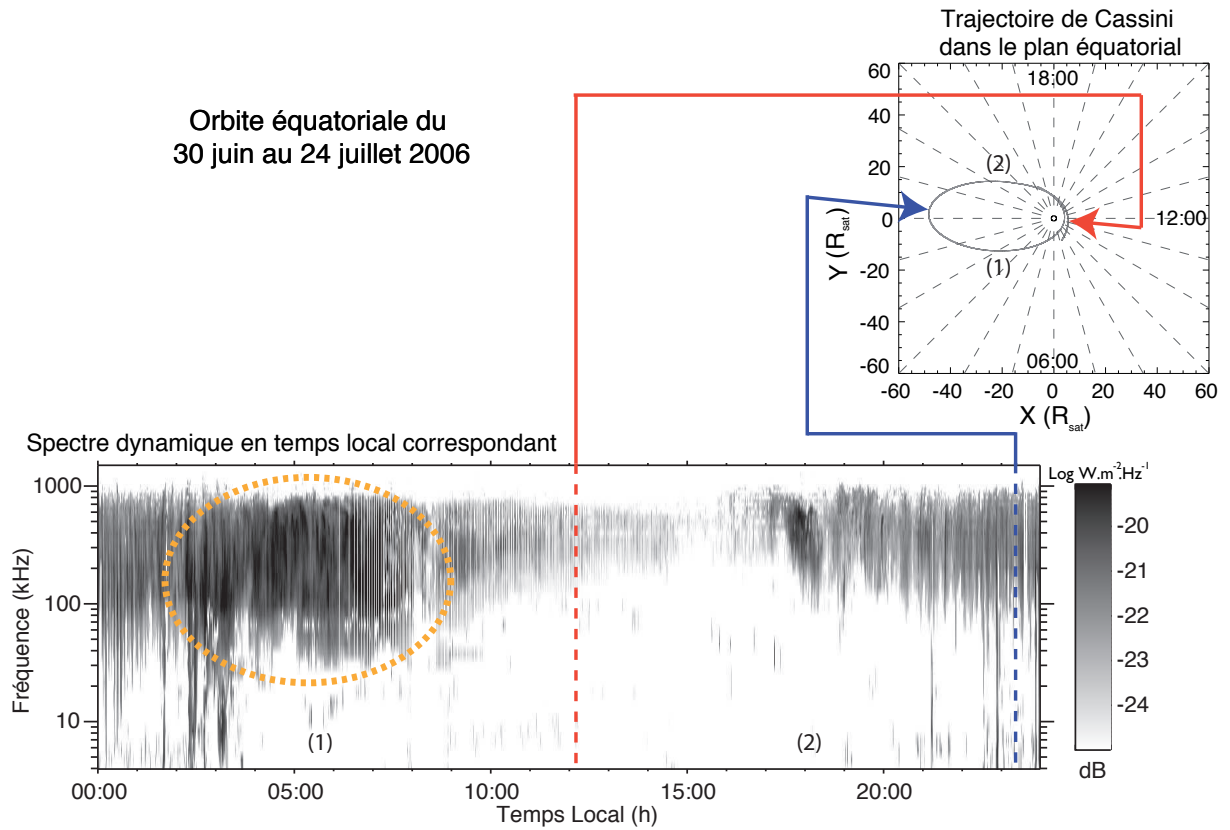 Trajectoire de Cassini
dans le plan équatorial
Orbite équatoriale du
30 juin au 24 juillet 2006
60
40
20
0
-20
-40
-60
Y (R_sat)
18:00
(2)
12:00
(1)
06:00
-60 -40 -20 0 20 40 60
X (R_sat)
Spectre dynamique en temps local correspondant
1000
100
10
Fréquence (kHz)
(1)
(2)
00:00 05:00 10:00 15:00 20:00
Temps Local (h)
Log W.m⁻².Hz⁻¹
-20
-21
-22
-23
-24
dB